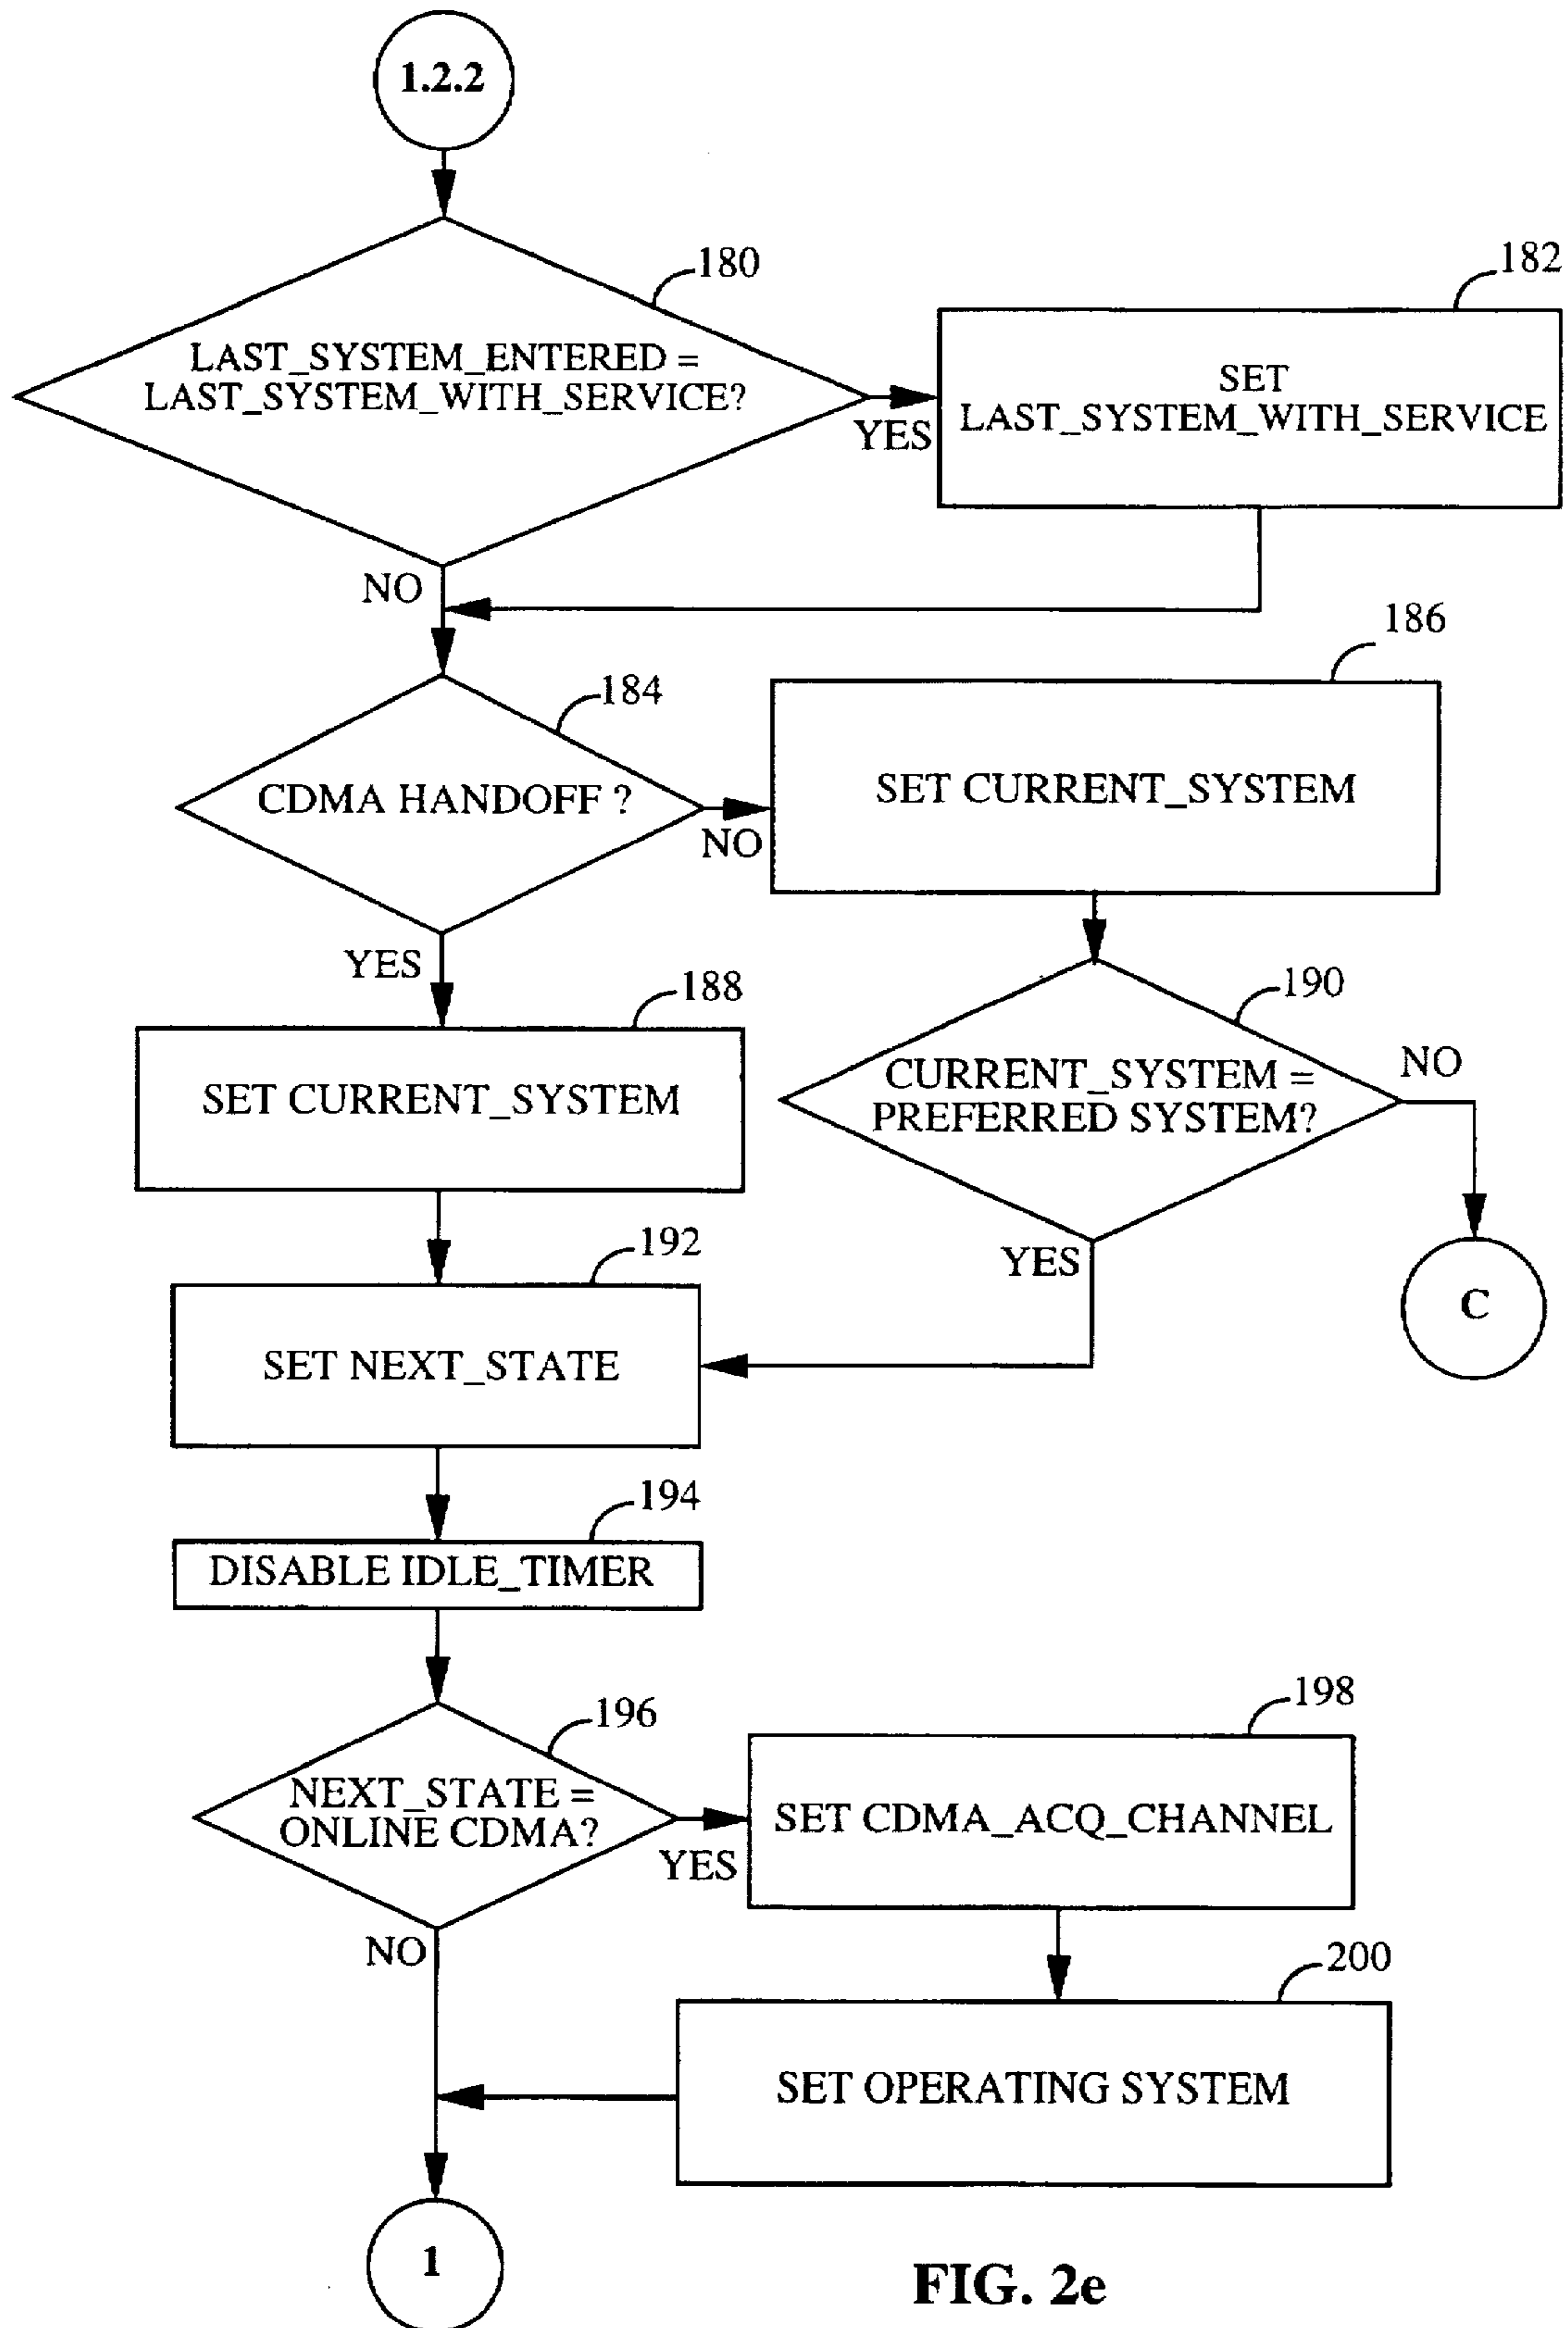 1.2.2
180
LAST_SYSTEM_ENTERED =
LAST_SYSTEM_WITH_SERVICE?
YES
NO
182
SET
LAST_SYSTEM_WITH_SERVICE
184
CDMA HANDOFF ?
NO
YES
186
SET CURRENT_SYSTEM
188
SET CURRENT_SYSTEM
190
CURRENT_SYSTEM =
PREFERRED SYSTEM?
NO
YES
C
192
SET NEXT_STATE
194
DISABLE IDLE_TIMER
196
NEXT_STATE =
ONLINE CDMA?
YES
NO
198
SET CDMA_ACQ_CHANNEL
200
SET OPERATING SYSTEM
1
FIG. 2e